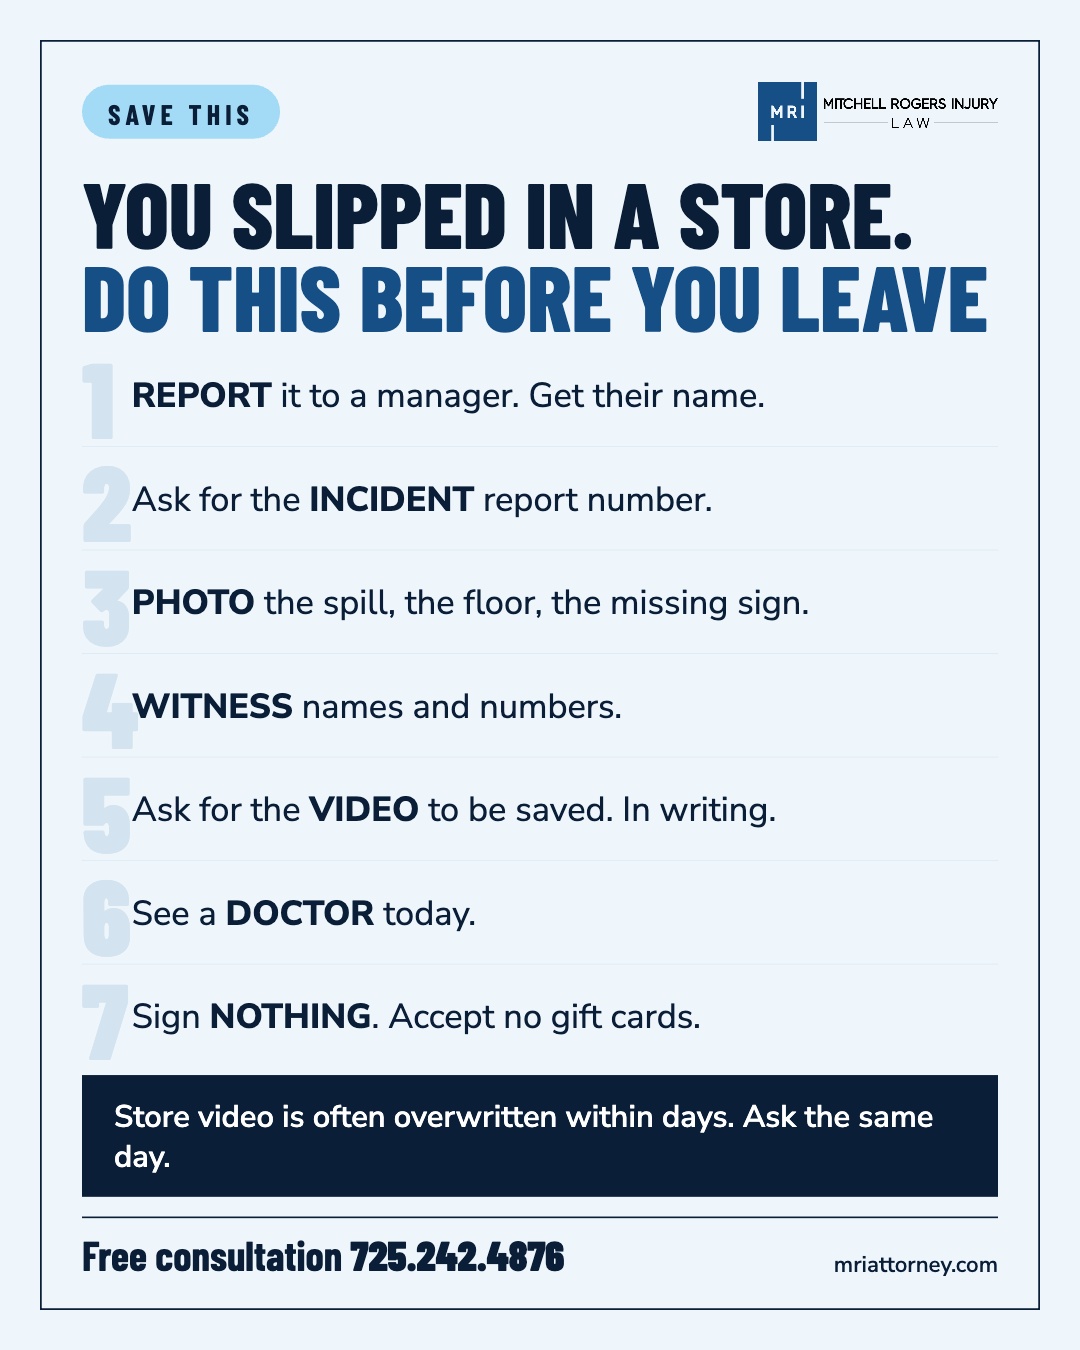 SAVE THIS
MRI
MITCHELL ROGERS INJURY
LAW
YOU SLIPPED IN A STORE.
DO THIS BEFORE YOU LEAVE
1 REPORT it to a manager. Get their name.
2 Ask for the INCIDENT report number.
3 PHOTO the spill, the floor, the missing sign.
4 WITNESS names and numbers.
5 Ask for the VIDEO to be saved. In writing.
6 See a DOCTOR today.
7 Sign NOTHING. Accept no gift cards.
Store video is often overwritten within days. Ask the same
day.
Free consultation 725.242.4876
mriattorney.com